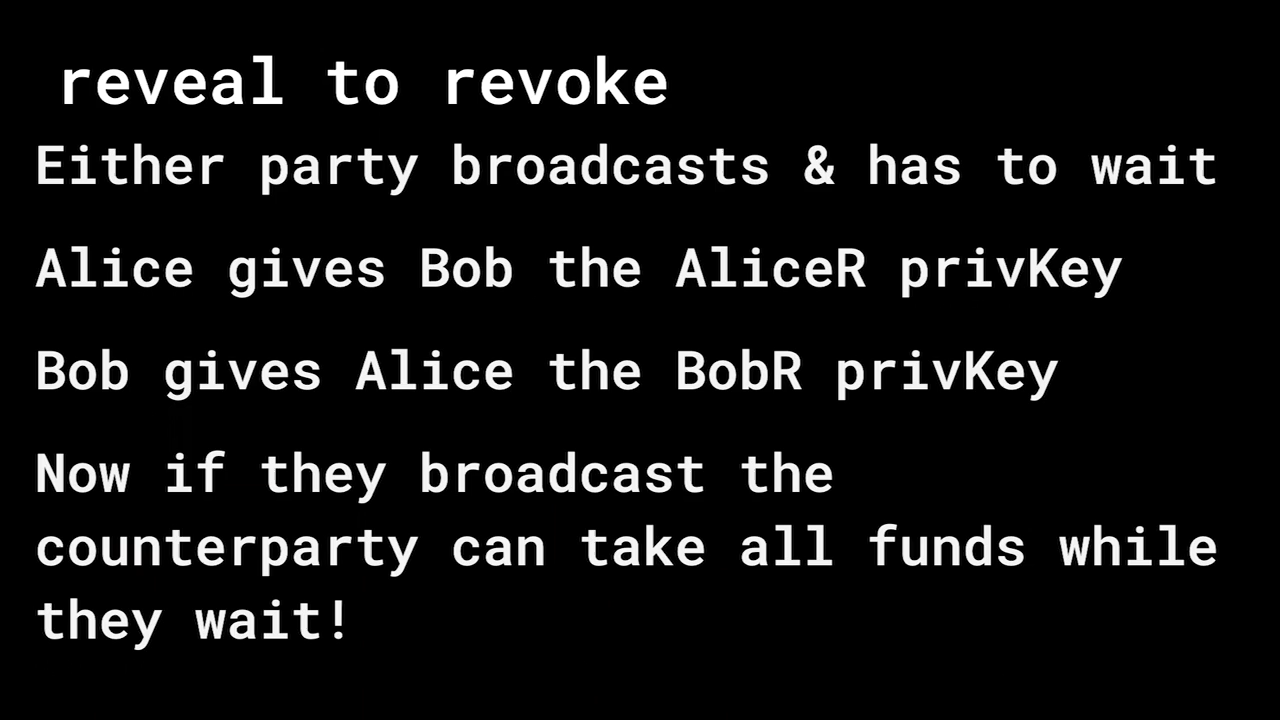 reveal to revoke
Either party broadcasts & has to wait
Alice gives Bob the AliceR privKey
Bob gives Alice the BobR privKey
Now if they broadcast the
counterparty can take all funds while
they wait!